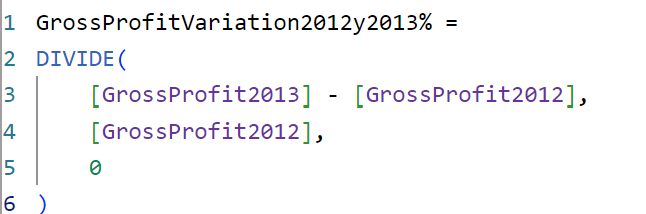 1 GrossProfitVariation2012y2013% =
2 DIVIDE(
3 [GrossProfit2013] - [GrossProfit2012],
4 [GrossProfit2012],
5 0
6 )